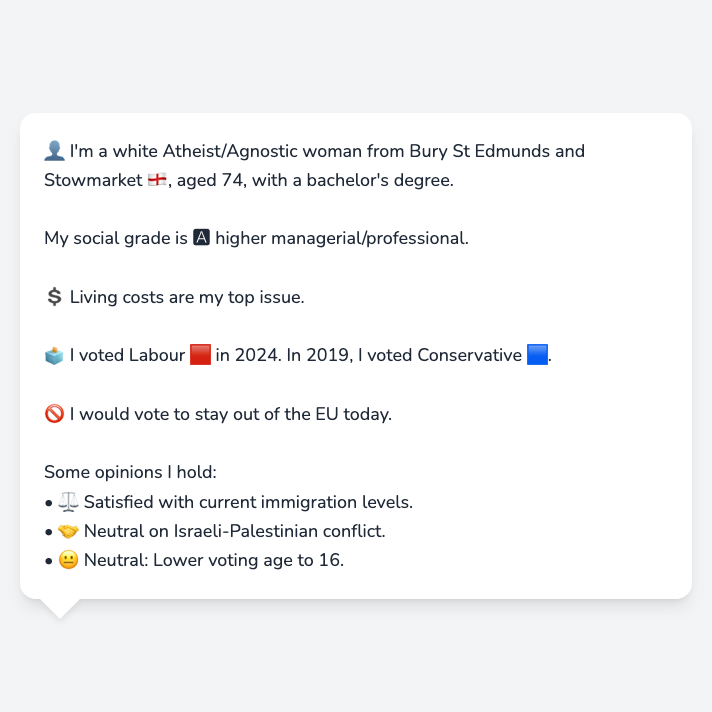 👤 I'm a white Atheist/Agnostic woman from Bury St Edmunds and
Stowmarket 🏴󠁧󠁢󠁥󠁮󠁧󠁿, aged 74, with a bachelor's degree.
My social grade is 🅰 higher managerial/professional.
💲 Living costs are my top issue.
🗳️ I voted Labour 🟥 in 2024. In 2019, I voted Conservative 🟦.
🚫 I would vote to stay out of the EU today.
Some opinions I hold:
• ⚖️ Satisfied with current immigration levels.
• 🤝 Neutral on Israeli-Palestinian conflict.
• 😐 Neutral: Lower voting age to 16.